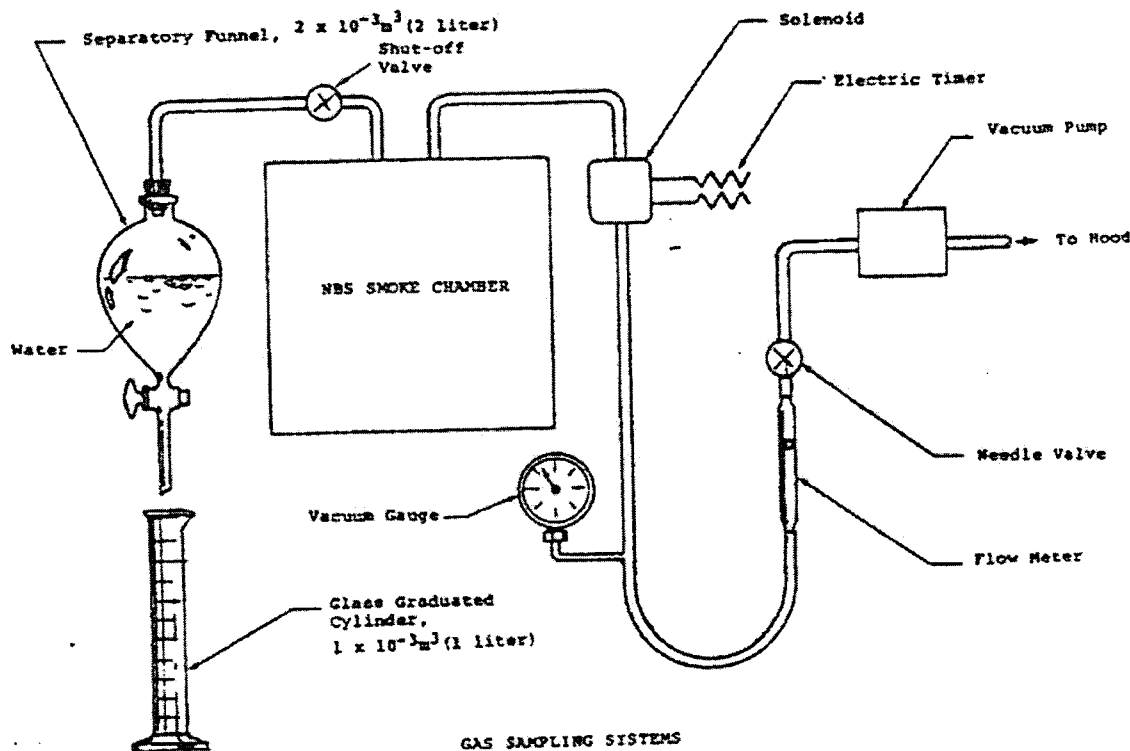 Separatory Funnel, 2 x 10⁻³m³ (2 liter)
Shut-off
Valve
Solenoid
Electric Timer
Vacuum Pump
To Hood
NBS SMOKE CHAMBER
Water
Needle Valve
Vacuum Gauge
Flow Meter
Glass Graduated
Cylinder,
1 x 10⁻³m³ (1 liter)
GAS SAMPLING SISTEMS